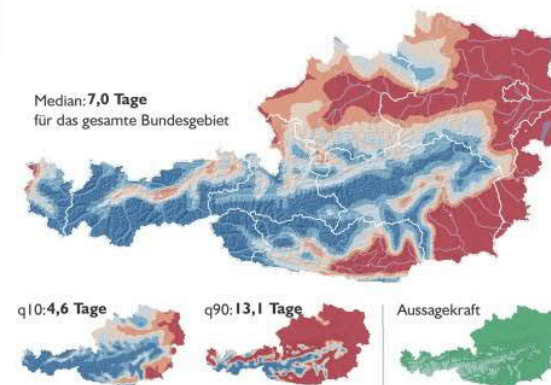 Median: 7,0 Tage
für das gesamte Bundesgebiet
q10: 4,6 Tage
q90: 13,1 Tage
Aussagekraft